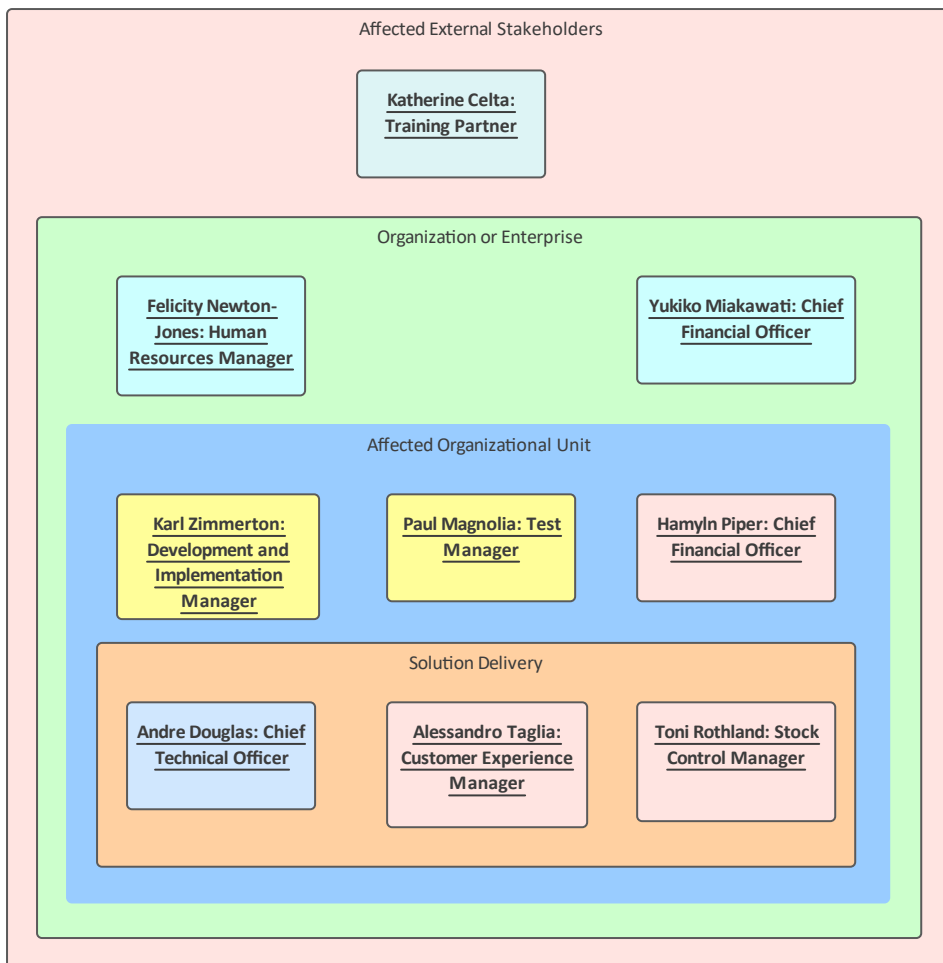 Affected External Stakeholders
Katherine Celta:
Training Partner
Organization or Enterprise
Felicity Newton-
Jones: Human
Resources Manager
Yukiko Miakawati: Chief
Financial Officer
Affected Organizational Unit
Karl Zimmerton:
Development and
Implementation
Manager
Paul Magnolia: Test
Manager
Hamyln Piper: Chief
Financial Officer
Solution Delivery
Andre Douglas: Chief
Technical Officer
Alessandro Taglia:
Customer Experience
Manager
Toni Rothland: Stock
Control Manager